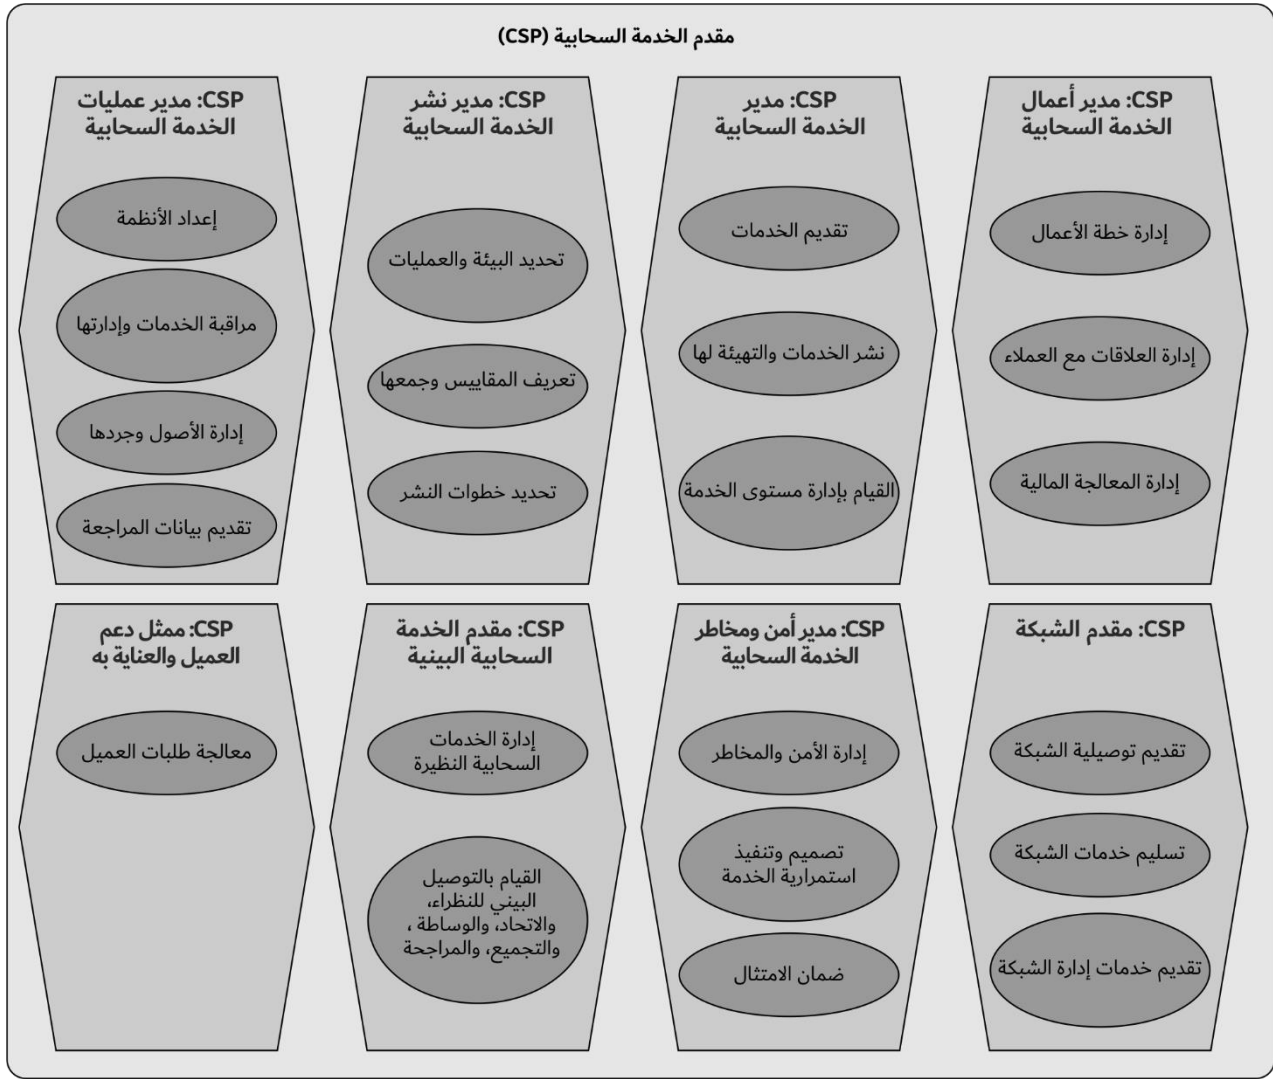 مقدم الخدمة السحابية (CSP)
CSP: مدير أعمال
الخدمة السحابية
إدارة خطة الأعمال
إدارة العلاقات مع العملاء
إدارة المعالجة المالية
CSP: مدير
الخدمة السحابية
تقديم الخدمات
نشر الخدمات والتهيئة لها
القيام بإدارة مستوى الخدمة
CSP: مدير نشر
الخدمة السحابية
تحديد البيئة والعمليات
تعريف المقاييس وجمعها
تحديد خطوات النشر
CSP: مدير عمليات
الخدمة السحابية
إعداد الأنظمة
مراقبة الخدمات وإدارتها
إدارة الأصول وجردها
تقديم بيانات المراجعة
CSP: مقدم الشبكة
تقديم توصيلية الشبكة
تسليم خدمات الشبكة
تقديم خدمات إدارة الشبكة
CSP: مدير أمن ومخاطر
الخدمة السحابية
إدارة الأمن والمخاطر
تصميم وتنفيذ
استمرارية الخدمة
ضمان الامتثال
CSP: مقدم الخدمة
السحابية البينية
إدارة الخدمات
السحابية النظيرة
القيام بالتوصيل
البيني للنظراء،
والاتحاد، والوساطة ،
والتجميع، والمراجحة
CSP: ممثل دعم
العميل والعناية به
معالجة طلبات العميل